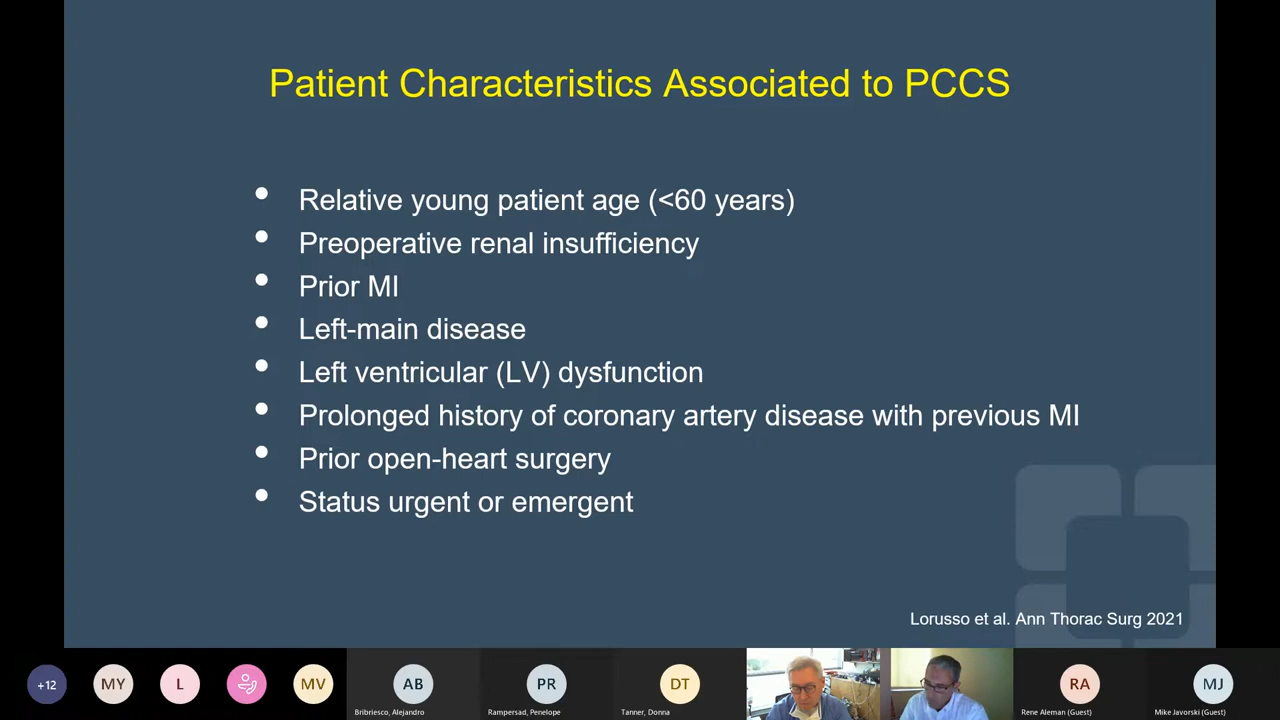 Patient Characteristics Associated to PCCS
Relative young patient age (<60 years)
Preoperative renal insufficiency
Prior MI
Left-main disease
Left ventricular (LV) dysfunction
Prolonged history of coronary artery disease with previous MI
Prior open-heart surgery
Status urgent or emergent
Lorusso et al. Ann Thorac Surg 2021
+12
MY
L
MV
AB
PR
DT
RA
MJ
Bribriesco, Alejandro
Rampersad, Penelope
Tanner, Donna
Rene Aleman (Guest)
Mike Javorski (Guest)